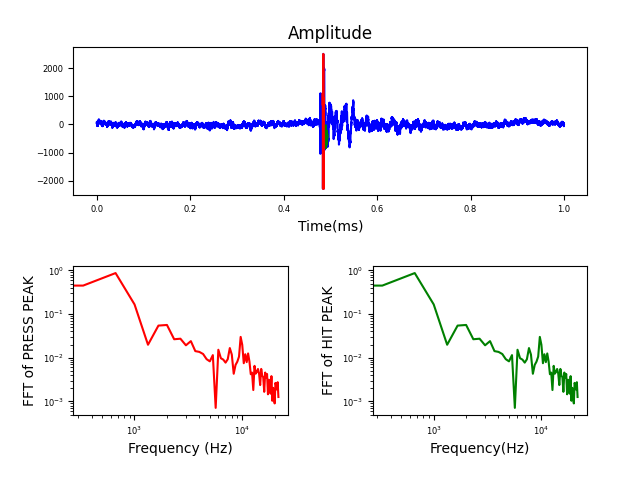 Amplitude
2000
1000
0
−1000
−2000
0.0 0.2 0.4 0.6 0.8 1.0
Time(ms)
FFT of PRESS PEAK
10⁰
10⁻¹
10⁻²
10⁻³
10³ 10⁴
Frequency (Hz)
FFT of HIT PEAK
10⁰
10⁻¹
10⁻²
10⁻³
10³ 10⁴
Frequency(Hz)